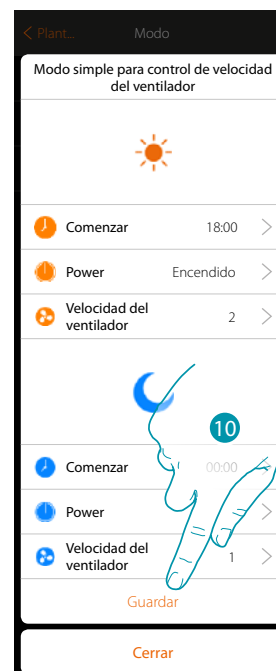 < Plant... Modo
Modo simple para control de velocidad
del ventilador
Comenzar 18:00
Power Encendido
Velocidad del
ventilador 2
10
Comenzar 00:00
Power
Velocidad del
ventilador 1
Guardar
Cerrar